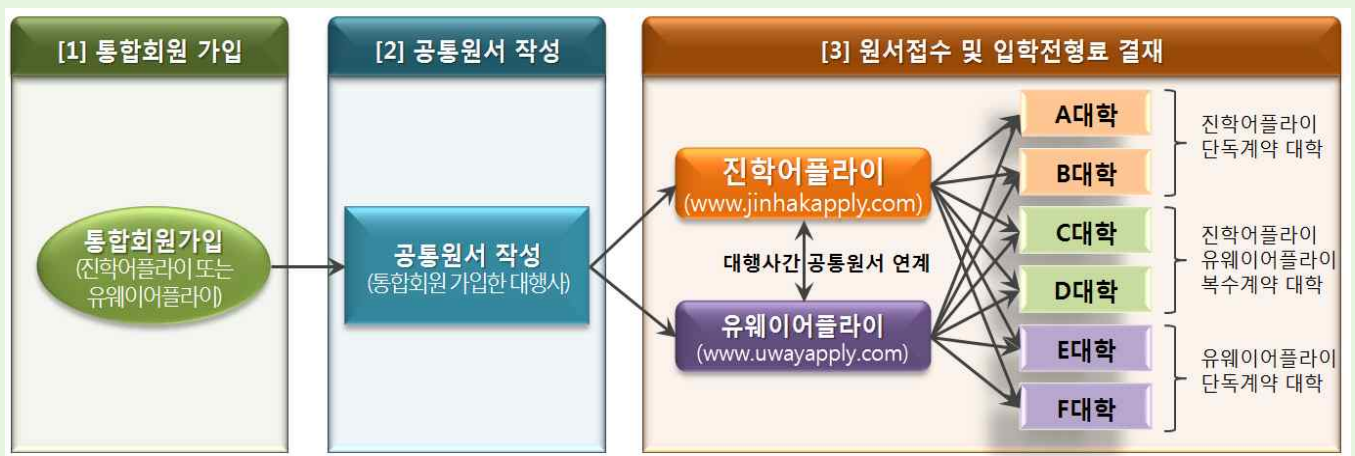 [1] 통합회원 가입
통합회원가입
(진학어플라이 또는
유웨이어플라이)
[2] 공통원서 작성
공통원서 작성
(통합회원 가입한 대행사)
[3] 원서접수 및 입학전형료 결재
진학어플라이
(www.jinhakapply.com)
대행사간 공통원서 연계
유웨이어플라이
(www.uwayapply.com)
A대학
B대학
진학어플라이
단독계약 대학
C대학
D대학
진학어플라이
유웨이어플라이
복수계약 대학
E대학
F대학
유웨이어플라이
단독계약 대학